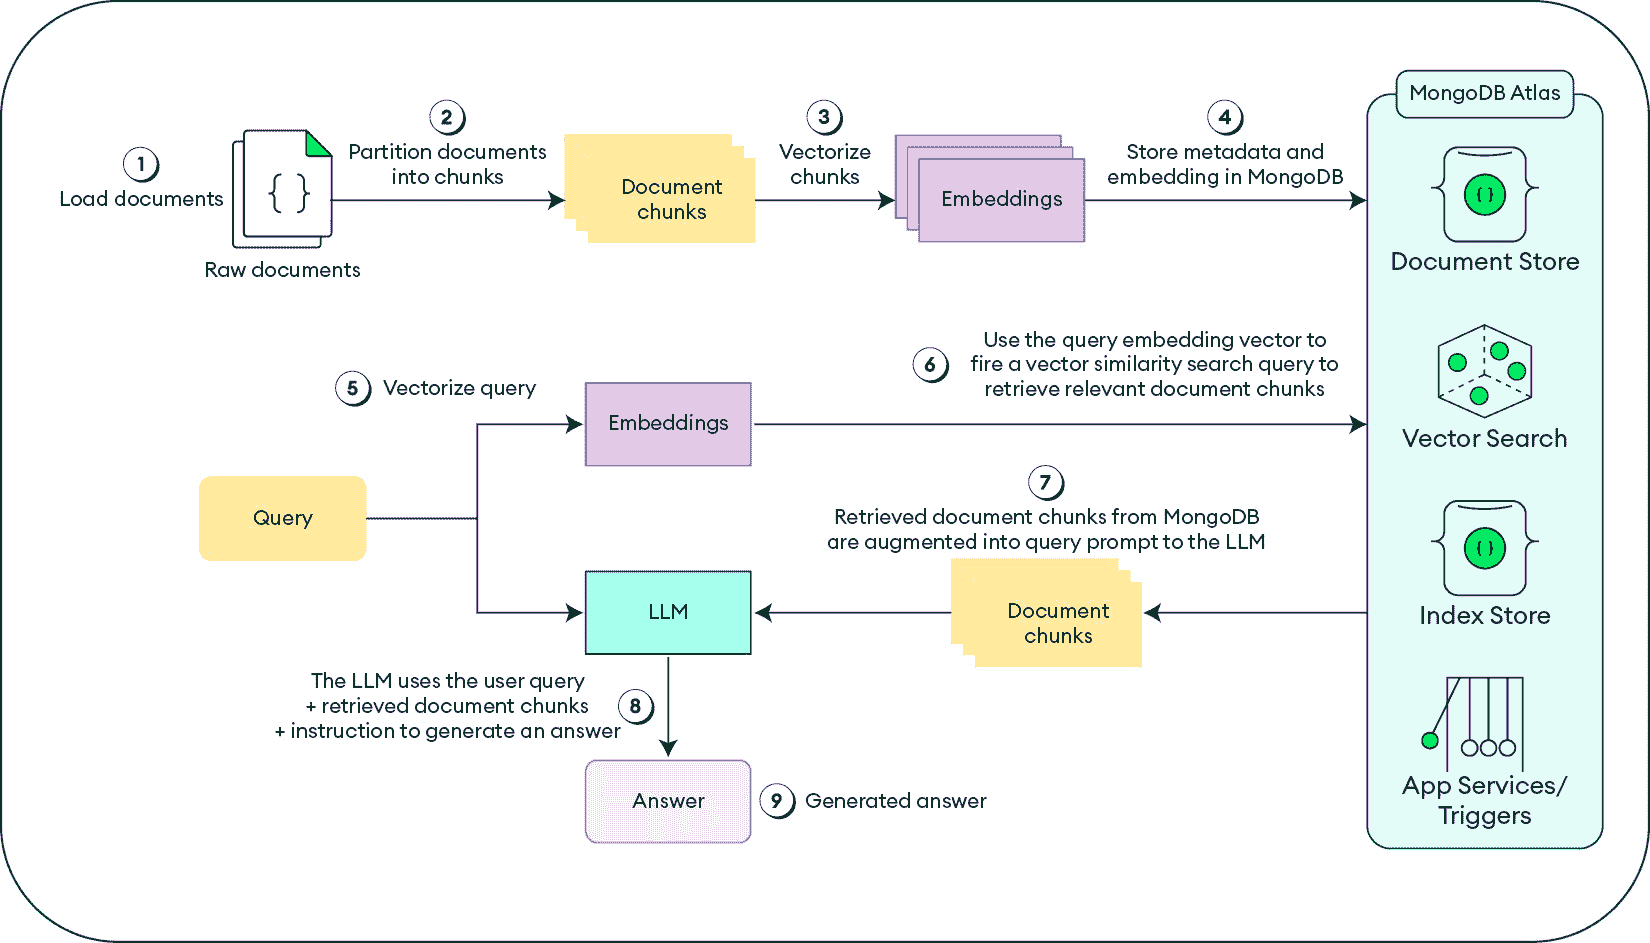 MongoDB Atlas
1
Load documents
{ }
Raw documents
2
Partition documents
into chunks
Document
chunks
3
Vectorize
chunks
Embeddings
4
Store metadata and
embedding in MongoDB
{ }
Document Store
5
Vectorize query
Embeddings
6
Use the query embedding vector to
fire a vector similarity search query to
retrieve relevant document chunks
Vector Search
Query
7
Retrieved document chunks from MongoDB
are augmented into query prompt to the LLM
LLM
Document
chunks
{ }
Index Store
The LLM uses the user query
+ retrieved document chunks
+ instruction to generate an answer
8
Answer
9
Generated answer
App Services/
Triggers